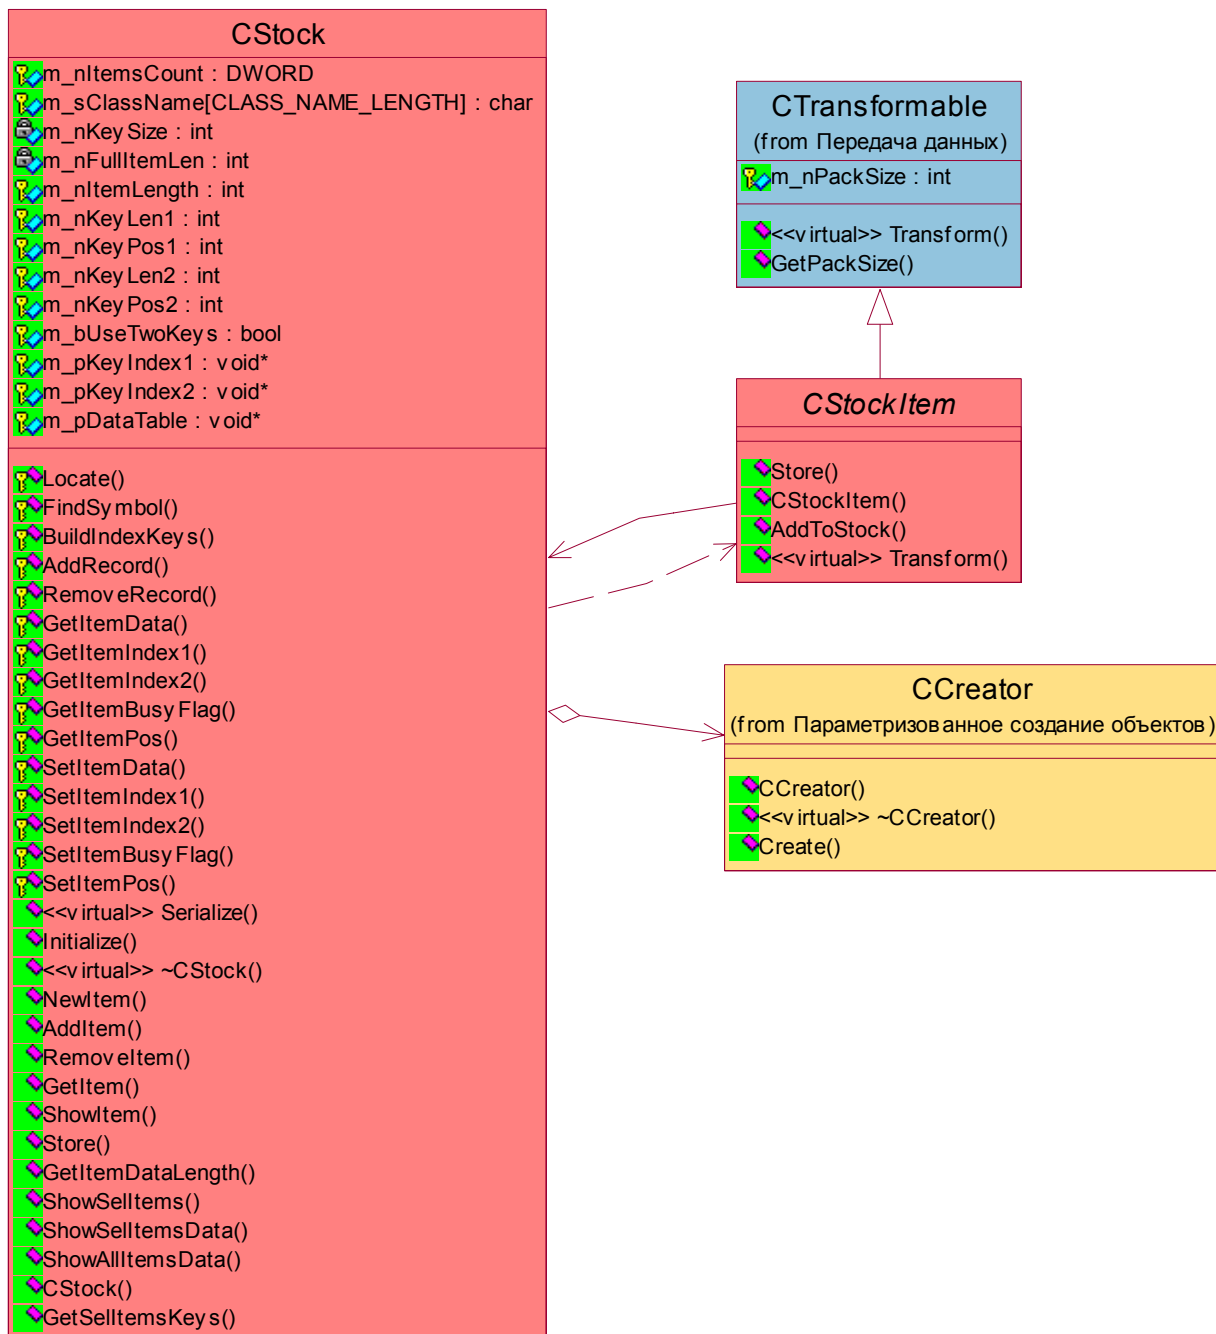 CStock
m_nItemsCount : DWORD
m_sClassName[CLASS_NAME_LENGTH] : char
m_nKeySize : int
m_nFullItemLen : int
m_nItemLength : int
m_nKeyLen1 : int
m_nKeyPos1 : int
m_nKeyLen2 : int
m_nKeyPos2 : int
m_bUseTwoKeys : bool
m_pKeyIndex1 : void*
m_pKeyIndex2 : void*
m_pDataTable : void*
Locate()
FindSymbol()
BuildIndexKeys()
AddRecord()
RemoveRecord()
GetItemData()
GetItemIndex1()
GetItemIndex2()
GetItemBusyFlag()
GetItemPos()
SetItemData()
SetItemIndex1()
SetItemIndex2()
SetItemBusyFlag()
SetItemPos()
<<virtual>> Serialize()
Initialize()
<<virtual>> ~CStock()
NewItem()
AddItem()
RemoveItem()
GetItem()
ShowItem()
Store()
GetItemDataLength()
ShowSelItems()
ShowSelItemsData()
ShowAllItemsData()
CStock()
GetSelItemsKeys()
CTransformable
(from Передача данных)
m_nPackSize : int
<<virtual>> Transform()
GetPackSize()
CStockItem
Store()
CStockItem()
AddToStock()
<<virtual>> Transform()
CCreator
(from Параметризованное создание объектов)
CCreator()
<<virtual>> ~CCreator()
Create()